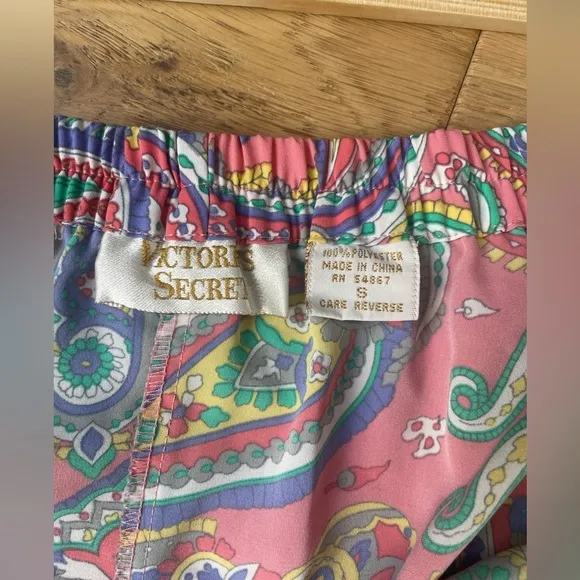 VICTORIA'S
SECRET
100% POLYESTER
MADE IN CHINA
RN 54867
S
CARE REVERSE